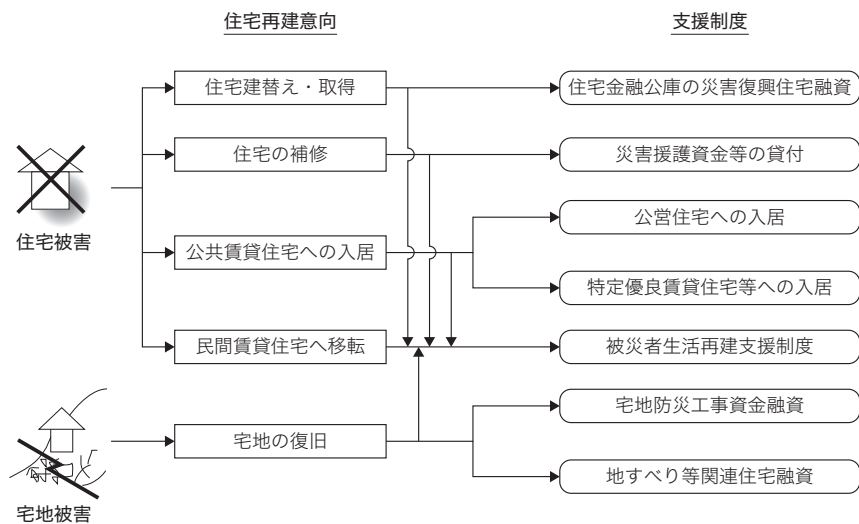 住宅再建意向
支援制度
住宅建替え・取得
住宅金融公庫の災害復興住宅融資
住宅の補修
災害援護資金等の貸付
公営住宅への入居
住宅被害
公共賃貸住宅への入居
特定優良賃貸住宅等への入居
民間賃貸住宅へ移転
被災者生活再建支援制度
宅地防災工事資金融資
宅地の復旧
地すべり等関連住宅融資
宅地被害